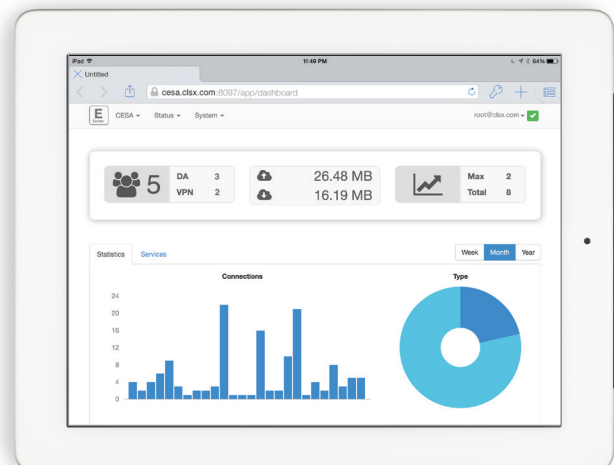 iPad 11:49 PM 64%
Untitled
cesa.clsx.com:8097/app/dashboard
E CESA Status System root@clsx.com
5 DA 3 26.48 MB Max 2
VPN 2 16.19 MB Total 8
Statistics Services Week Month Year
Connections Type
24
20
16
12
8
4
0